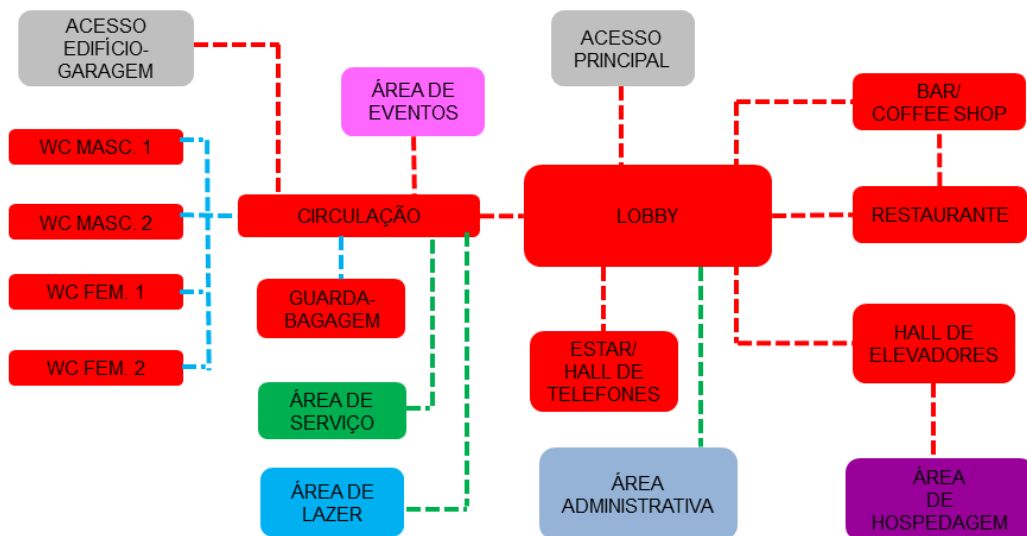 ACESSO
EDIFÍCIO-
GARAGEM
ACESSO
PRINCIPAL
ÁREA DE
EVENTOS
BAR/
COFFEE SHOP
WC MASC. 1
WC MASC. 2
CIRCULAÇÃO
LOBBY
RESTAURANTE
WC FEM. 1
GUARDA-
BAGAGEM
WC FEM. 2
ESTAR/
HALL DE
TELEFONES
HALL DE
ELEVADORES
ÁREA DE
SERVIÇO
ÁREA DE
LAZER
ÁREA
ADMINISTRATIVA
ÁREA
DE
HOSPEDAGEM